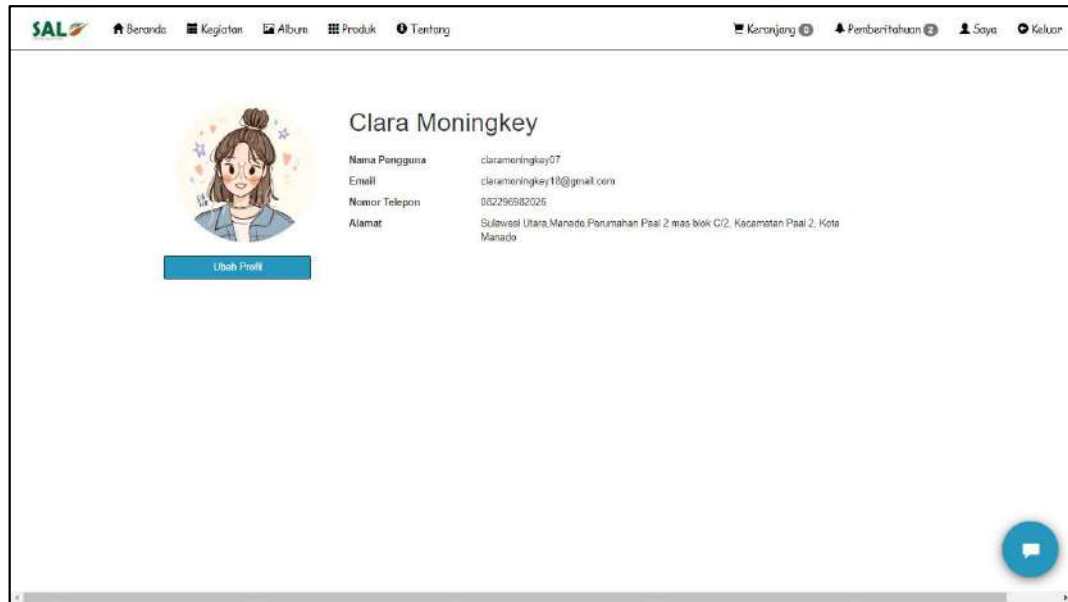 SAL
Beranda Kegiatan Album Produk Tentang Keranjang 0 Pemberitahuan 2 Saya Keluar
Clara Moningkey
Nama Pengguna claramoningkey07
Email claramoningkey18@gmail.com
Nomor Telepon 082296982026
Alamat Sulawesi Utara,Manado,Perumahan Paal 2 mas blok C/2, Kecamatan Paal 2, Kota
Manado
Ubah Profil